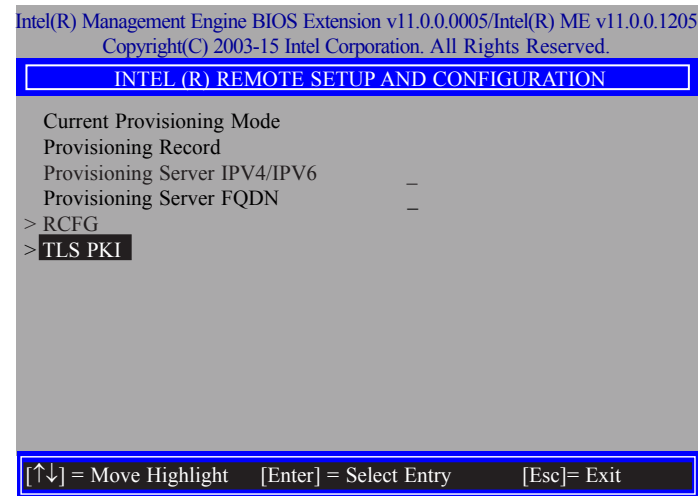 Intel(R) Management Engine BIOS Extension v11.0.0.0005/Intel(R) ME v11.0.0.1205
Copyright(C) 2003-15 Intel Corporation. All Rights Reserved.
INTEL (R) REMOTE SETUP AND CONFIGURATION
Current Provisioning Mode
Provisioning Record
Provisioning Server IPV4/IPV6 _
Provisioning Server FQDN _
> RCFG
> TLS PKI
[↑↓] = Move Highlight [Enter] = Select Entry [Esc]= Exit